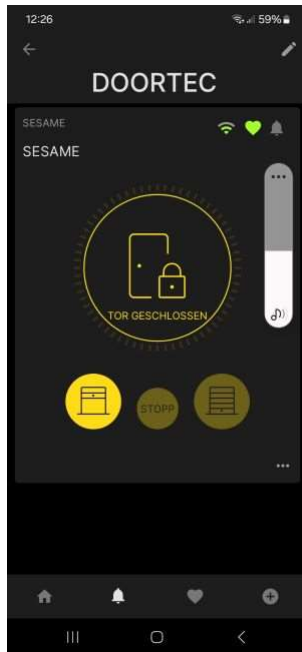 12:26
59%
DOORTEC
SESAME
SESAME
TOR GESCHLOSSEN
STOPP